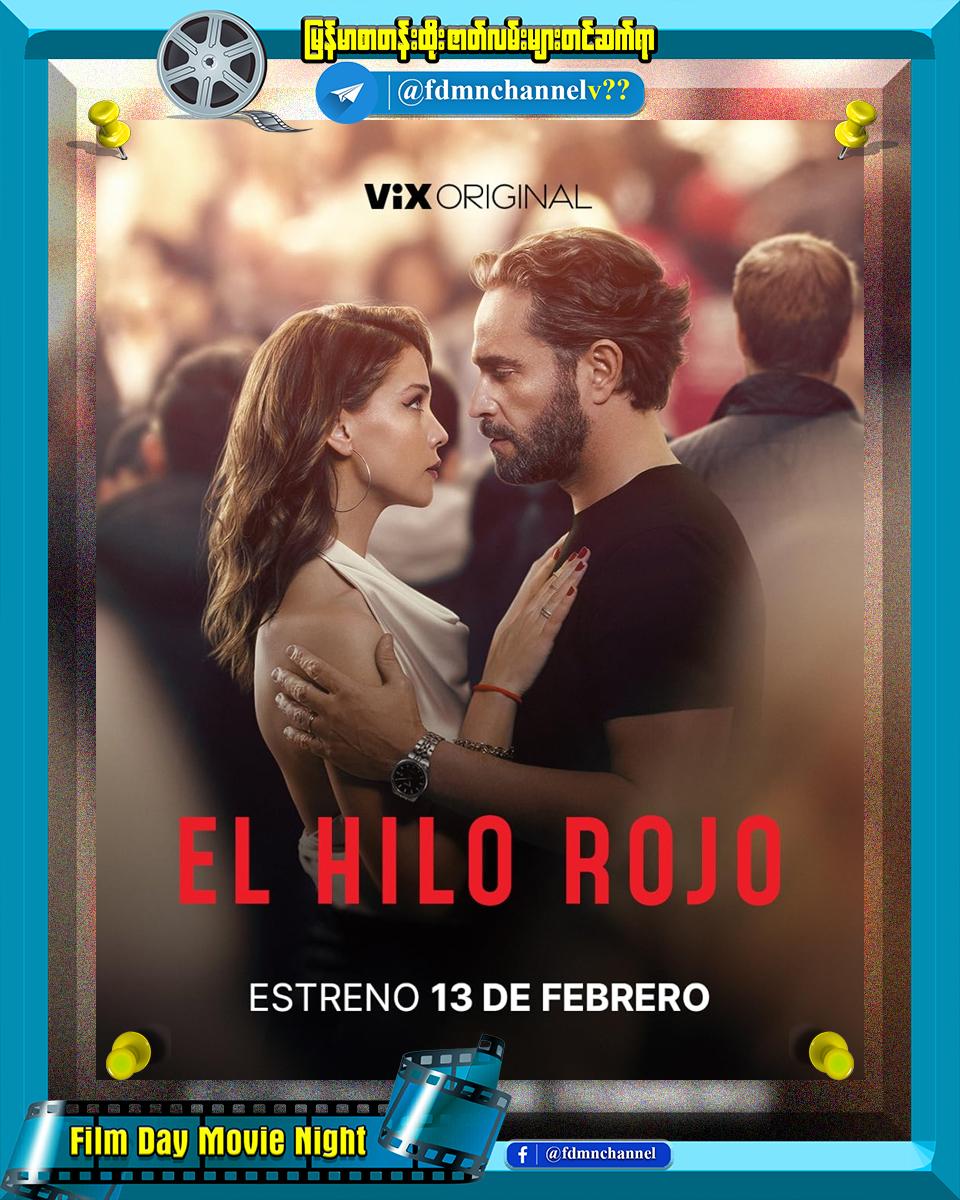 မြန်မာစာတန်းထိုးဇာတ်လမ်းများတင်ဆက်ရာ
@fdmnchannelv??
ViX ORIGINAL
EL HILO ROJO
ESTRENO 13 DE FEBRERO
Film Day Movie Night
@fdmnchannel